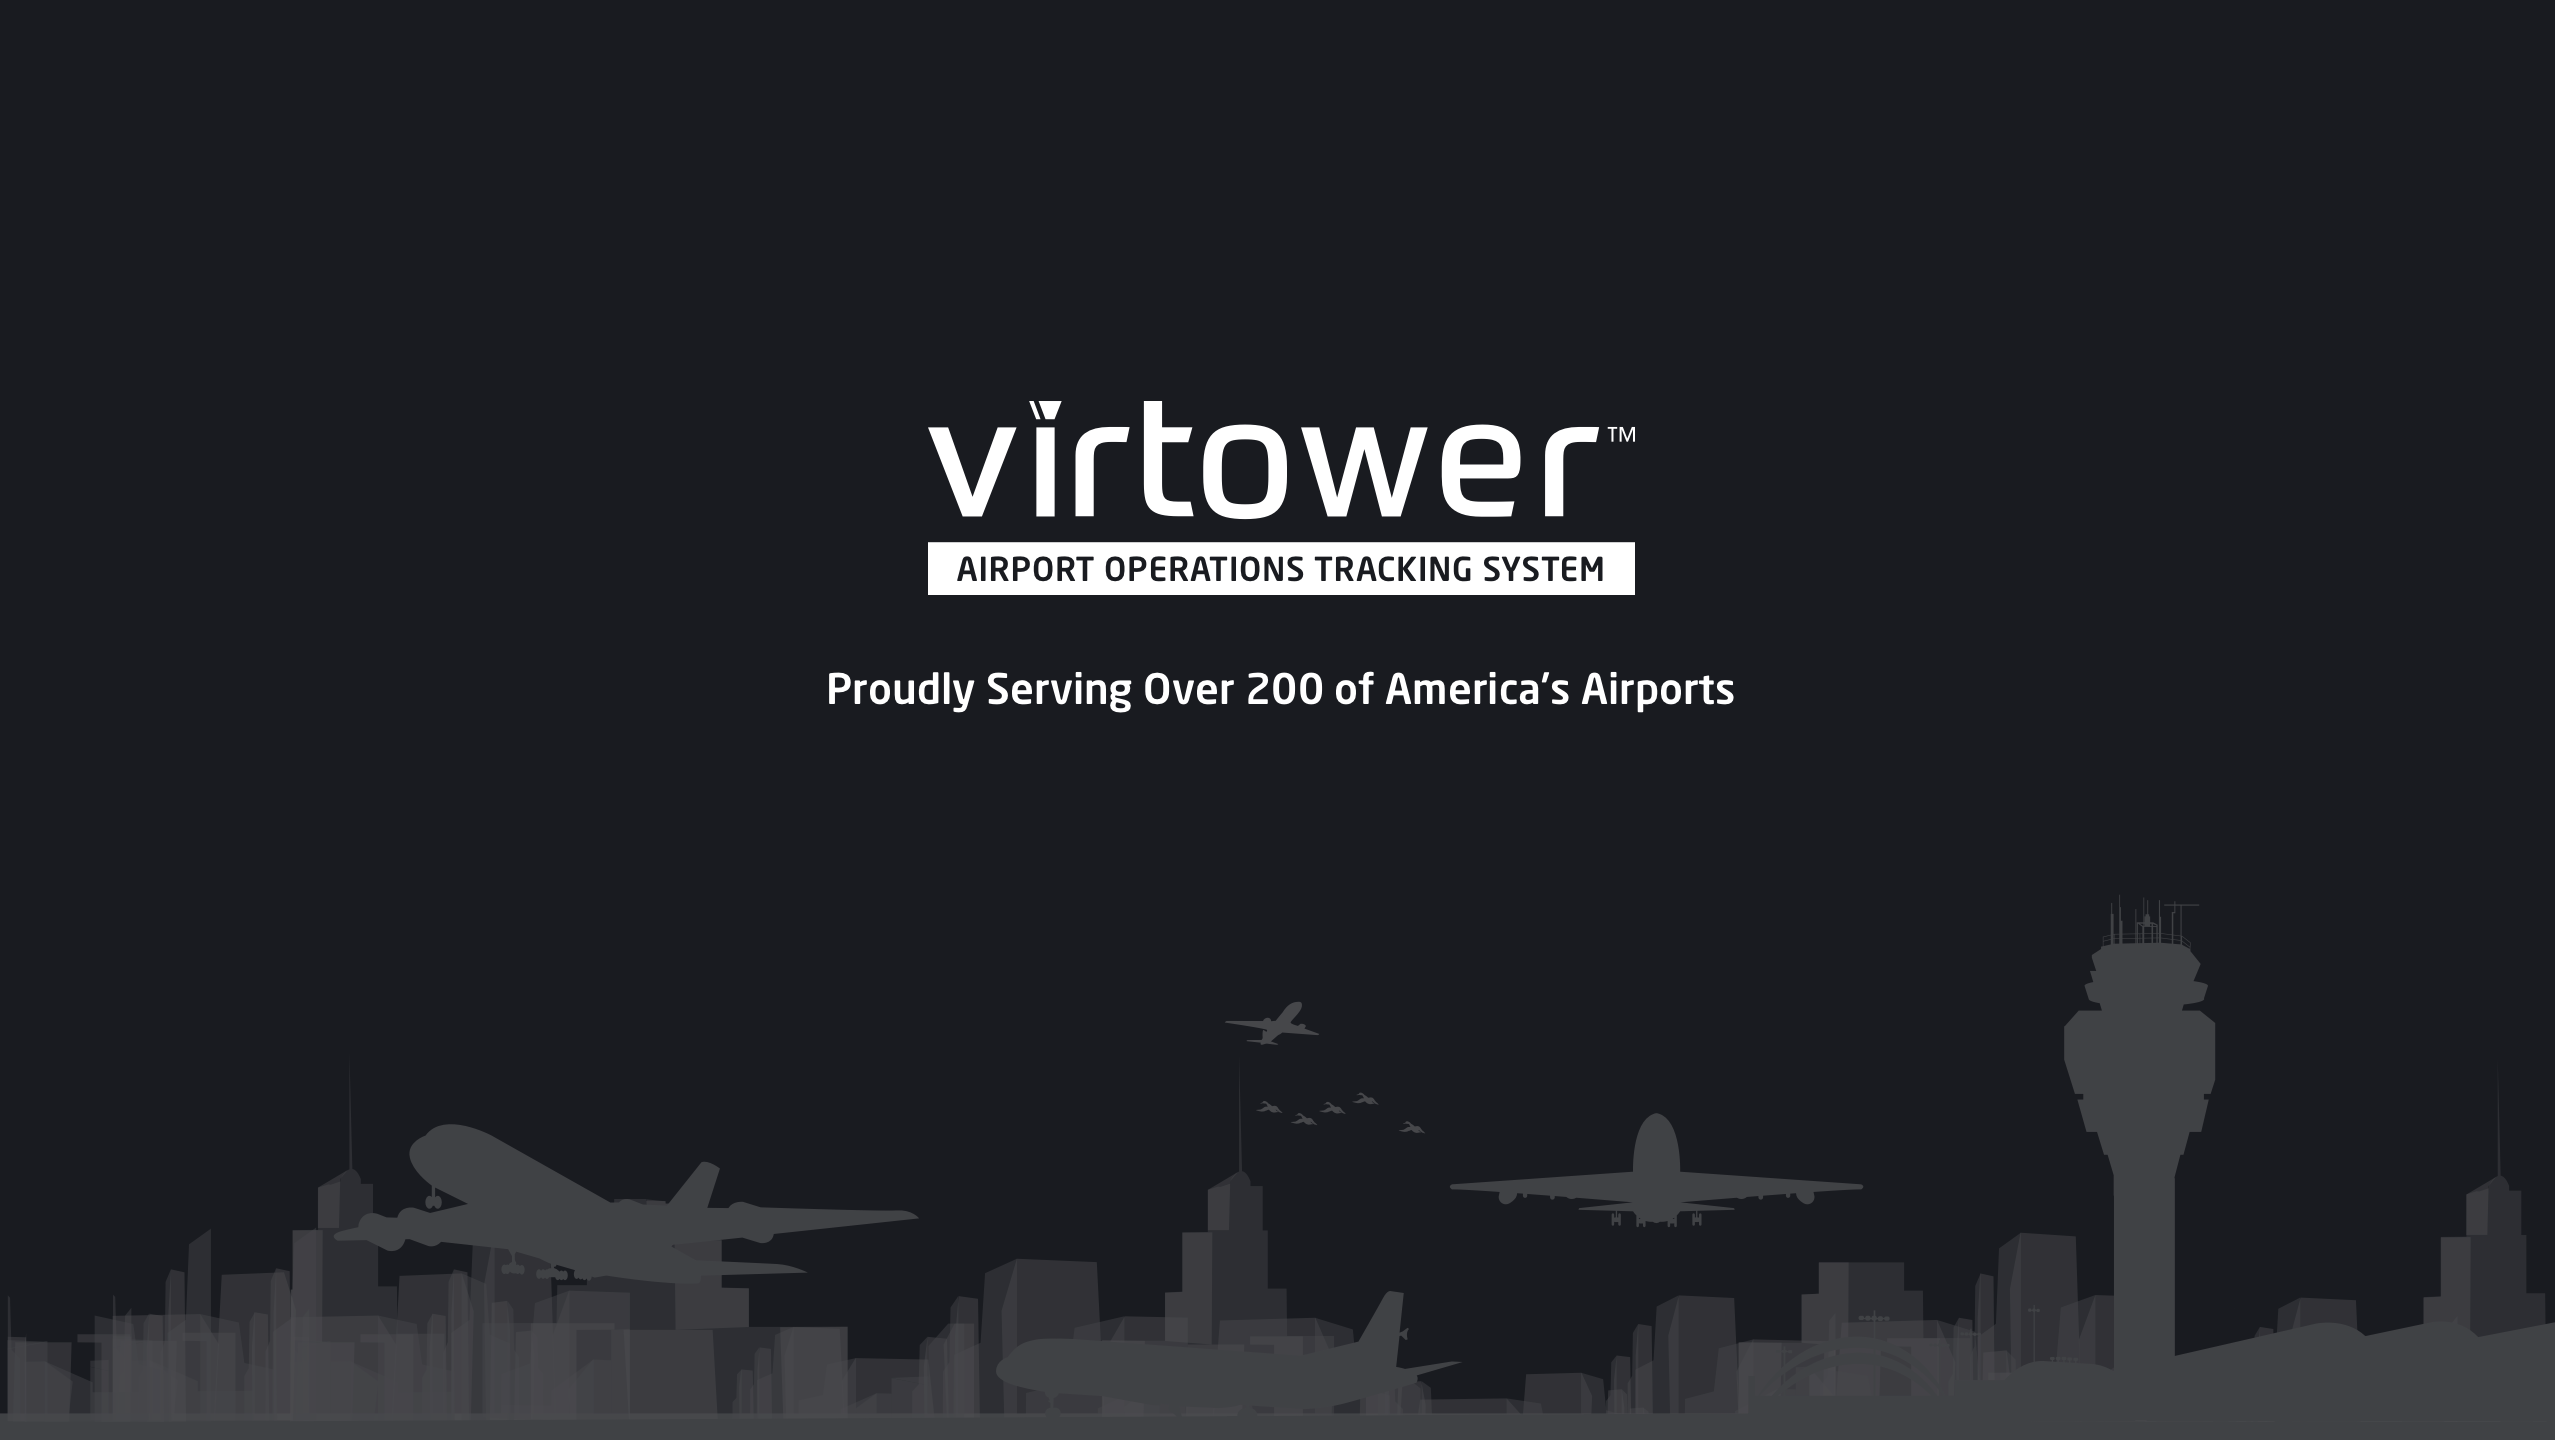 virtower™
AIRPORT OPERATIONS TRACKING SYSTEM
Proudly Serving Over 200 of America’s Airports